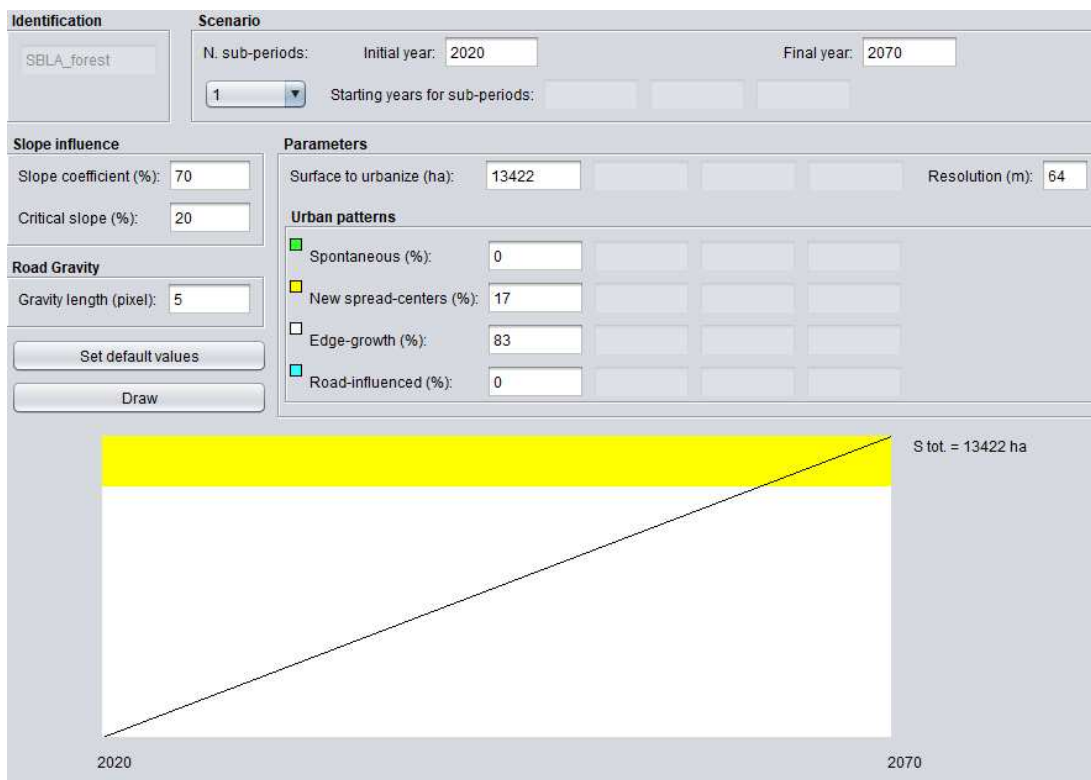 Identification
SBLA_forest
Scenario
N. sub-periods: Initial year: 2020 Final year: 2070
1 Starting years for sub-periods:
Slope influence
Slope coefficient (%): 70
Critical slope (%): 20
Road Gravity
Gravity length (pixel): 5
Set default values
Draw
Parameters
Surface to urbanize (ha): 13422 Resolution (m): 64
Urban patterns
Spontaneous (%): 0
New spread-centers (%): 17
Edge-growth (%): 83
Road-influenced (%): 0
S tot. = 13422 ha
2020 2070